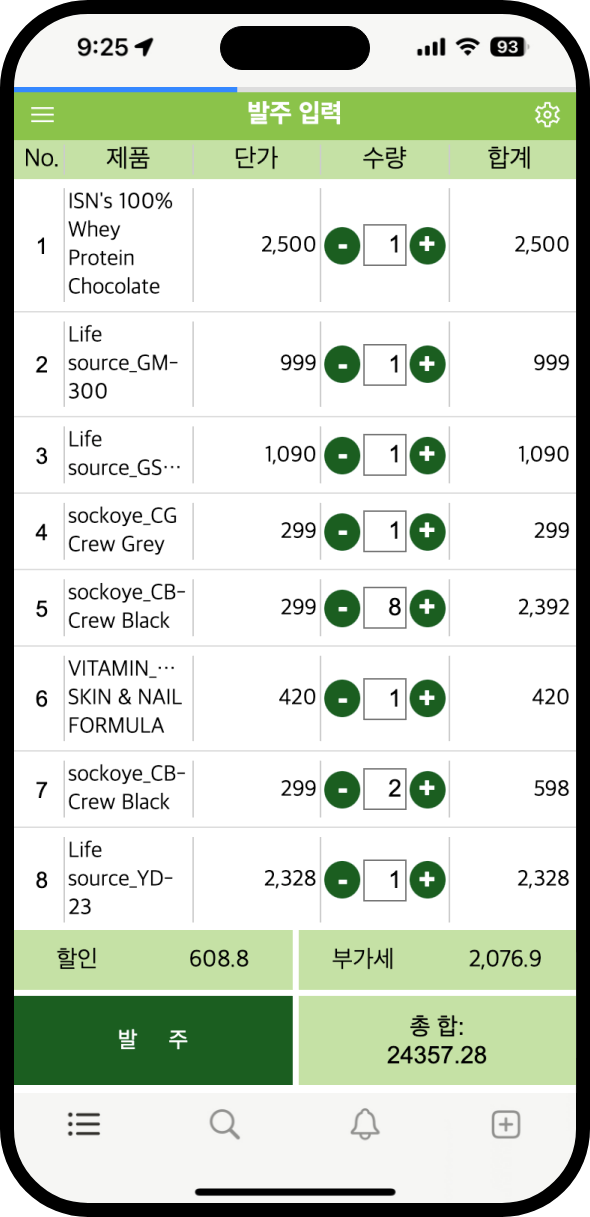 9:25 93
발주 입력
No. 제품 단가 수량 합계
ISN's 100%
Whey
Protein
Chocolate
1 2,500 - 1 + 2,500
Life
source_GM-
300
2 999 - 1 + 999
Life
source_GS···
3 1,090 - 1 + 1,090
sockoye_CG
Crew Grey
4 299 - 1 + 299
sockoye_CB-
Crew Black
5 299 - 8 + 2,392
VITAMIN_···
SKIN & NAIL
FORMULA
6 420 - 1 + 420
sockoye_CB-
Crew Black
7 299 - 2 + 598
Life
source_YD-
23
8 2,328 - 1 + 2,328
할인 608.8 부가세 2,076.9
발 주
총 합:
24357.28